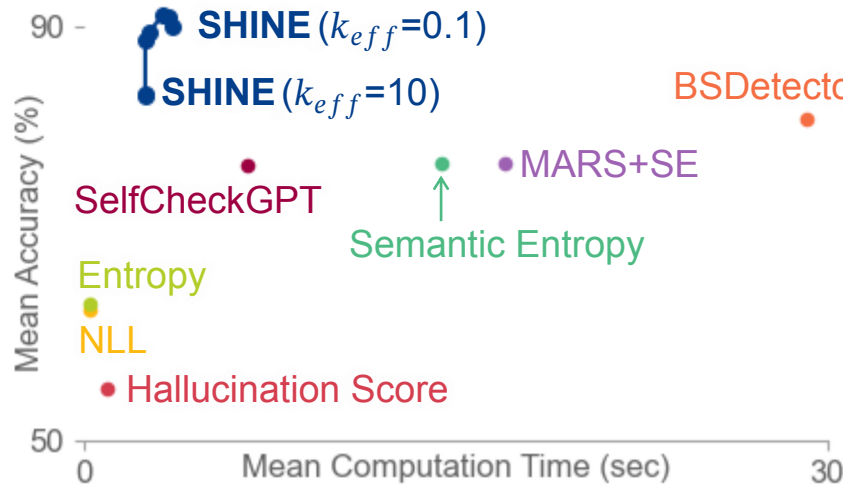 90
SHINE (k_eff=0.1)
SHINE (k_eff=10)
BSDetecto
MARS+SE
SelfCheckGPT
Semantic Entropy
Entropy
NLL
Hallucination Score
50
0
Mean Computation Time (sec)
30
Mean Accuracy (%)